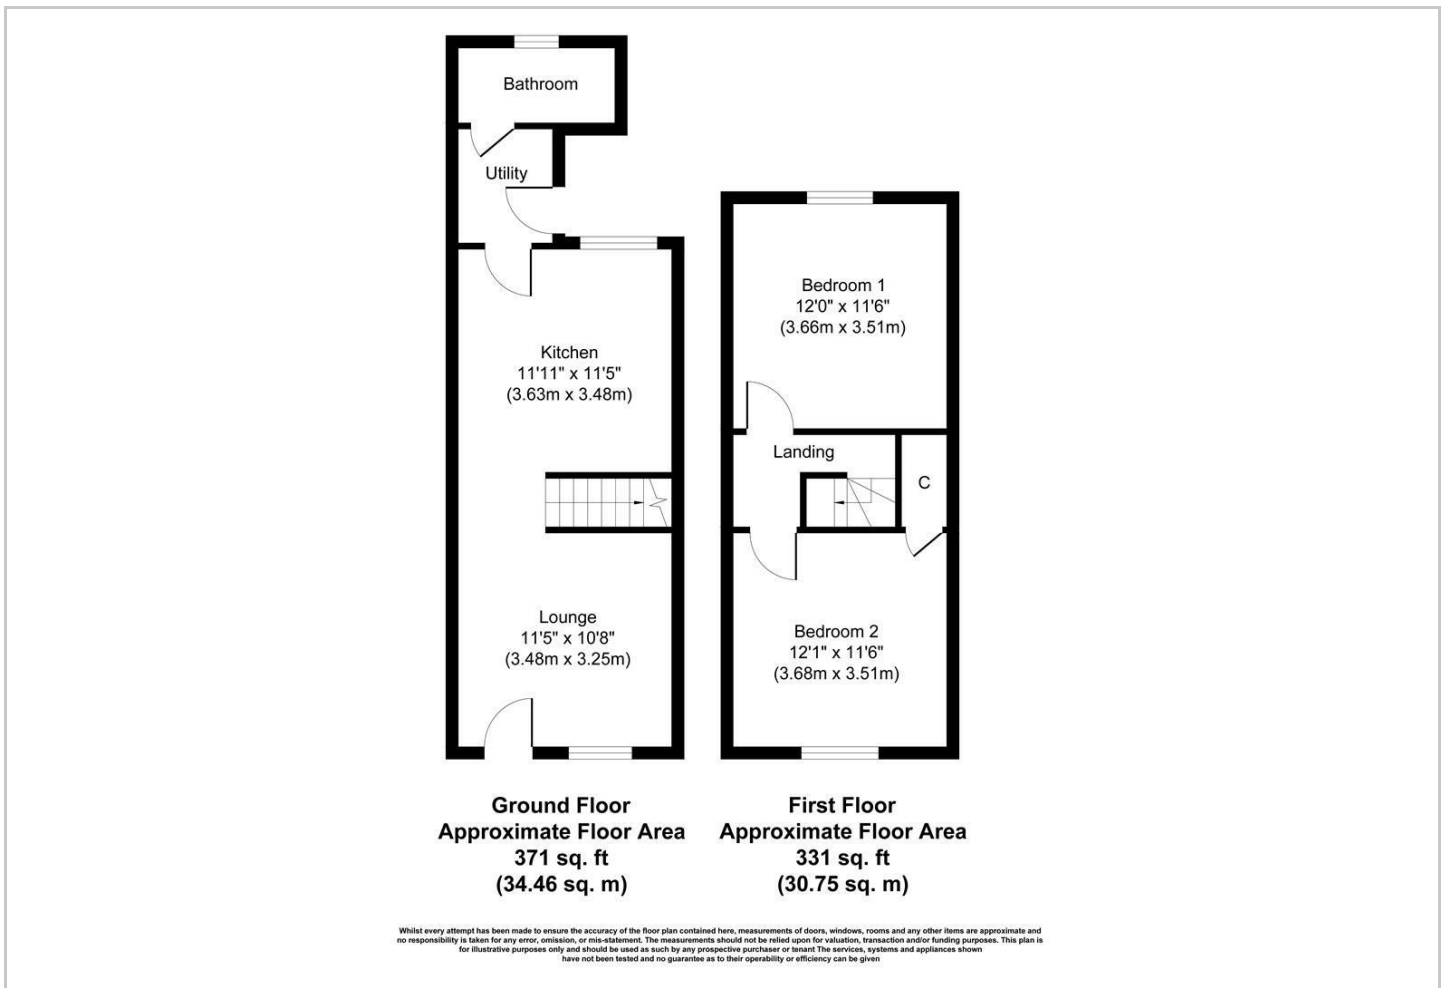 Bathroom
Utility
Kitchen
11'11" x 11'5"
(3.63m x 3.48m)
Lounge
11'5" x 10'8"
(3.48m x 3.25m)
Ground Floor
Approximate Floor Area
371 sq. ft
(34.46 sq. m)
Bedroom 1
12'0" x 11'6"
(3.66m x 3.51m)
Landing
C
Bedroom 2
12'1" x 11'6"
(3.68m x 3.51m)
First Floor
Approximate Floor Area
331 sq. ft
(30.75 sq. m)
Whilst every attempt has been made to ensure the accuracy of the floor plan contained here, measurements of doors, windows, rooms and any other items are approximate and
no responsibility is taken for any error, omission, or mis-statement. The measurements should not be relied upon for valuation, transaction and/or funding purposes. This plan is
for illustrative purposes only and should be used as such by any prospective purchaser or tenant The services, systems and appliances shown
have not been tested and no guarantee as to their operability or efficiency can be given